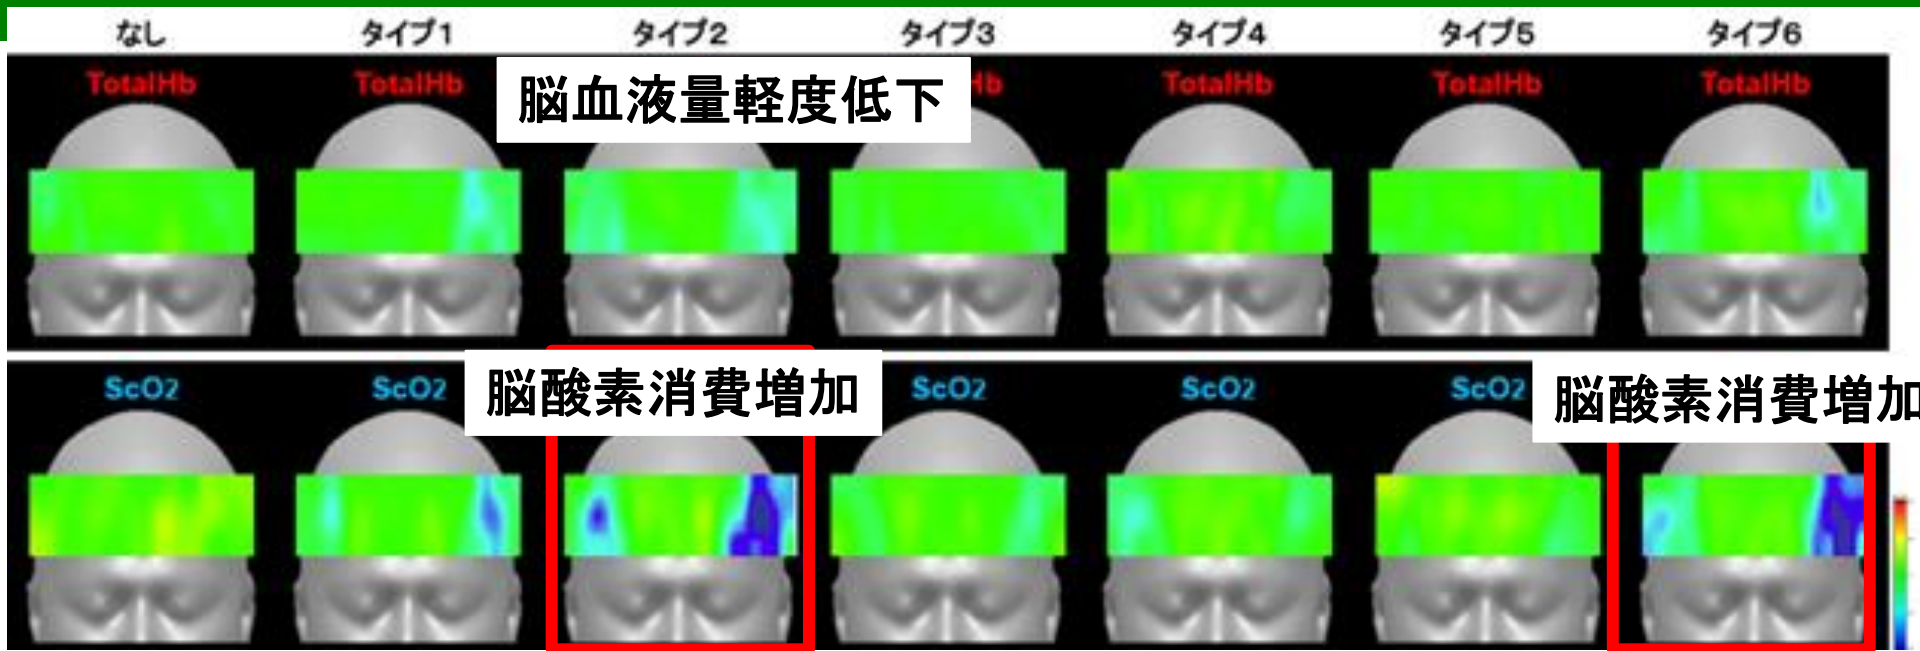 なし タイプ1 タイプ2 タイプ3 タイプ4 タイプ5 タイプ6
TotalHb TotalHb 脳血液量軽度低下 Hb TotalHb TotalHb TotalHb
ScO2 ScO2 脳酸素消費増加 ScO2 ScO2 ScO2 脳酸素消費増加